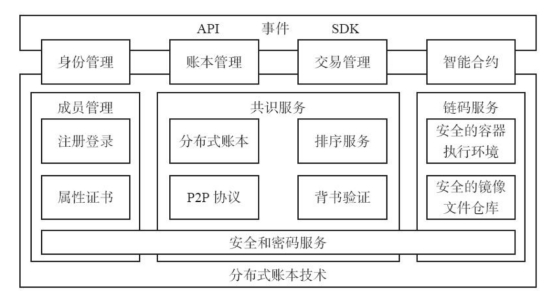 API 事件 SDK
身份管理 账本管理 交易管理 智能合约
成员管理 共识服务 链码服务
注册登录 分布式账本 排序服务 安全的容器
执行环境
属性证书 P2P 协议 背书验证 安全的镜像
文件仓库
安全和密码服务
分布式账本技术